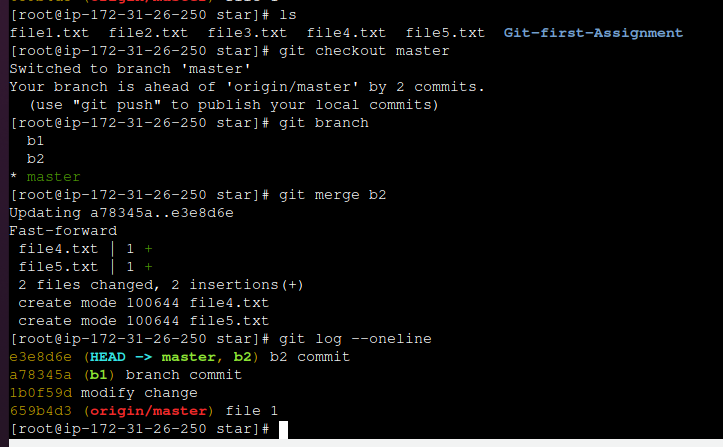 [root@ip-172-31-26-250 star]# ls
file1.txt  file2.txt  file3.txt  file4.txt  file5.txt  Git-first-Assignment
[root@ip-172-31-26-250 star]# git checkout master
Switched to branch 'master'
Your branch is ahead of 'origin/master' by 2 commits.
  (use "git push" to publish your local commits)
[root@ip-172-31-26-250 star]# git branch
  b1
  b2
* master
[root@ip-172-31-26-250 star]# git merge b2
Updating a78345a..e3e8d6e
Fast-forward
 file4.txt | 1 +
 file5.txt | 1 +
 2 files changed, 2 insertions(+)
 create mode 100644 file4.txt
 create mode 100644 file5.txt
[root@ip-172-31-26-250 star]# git log --oneline
e3e8d6e (HEAD -> master, b2) b2 commit
a78345a (b1) branch commit
1b0f59d modify change
659b4d3 (origin/master) file 1
[root@ip-172-31-26-250 star]#